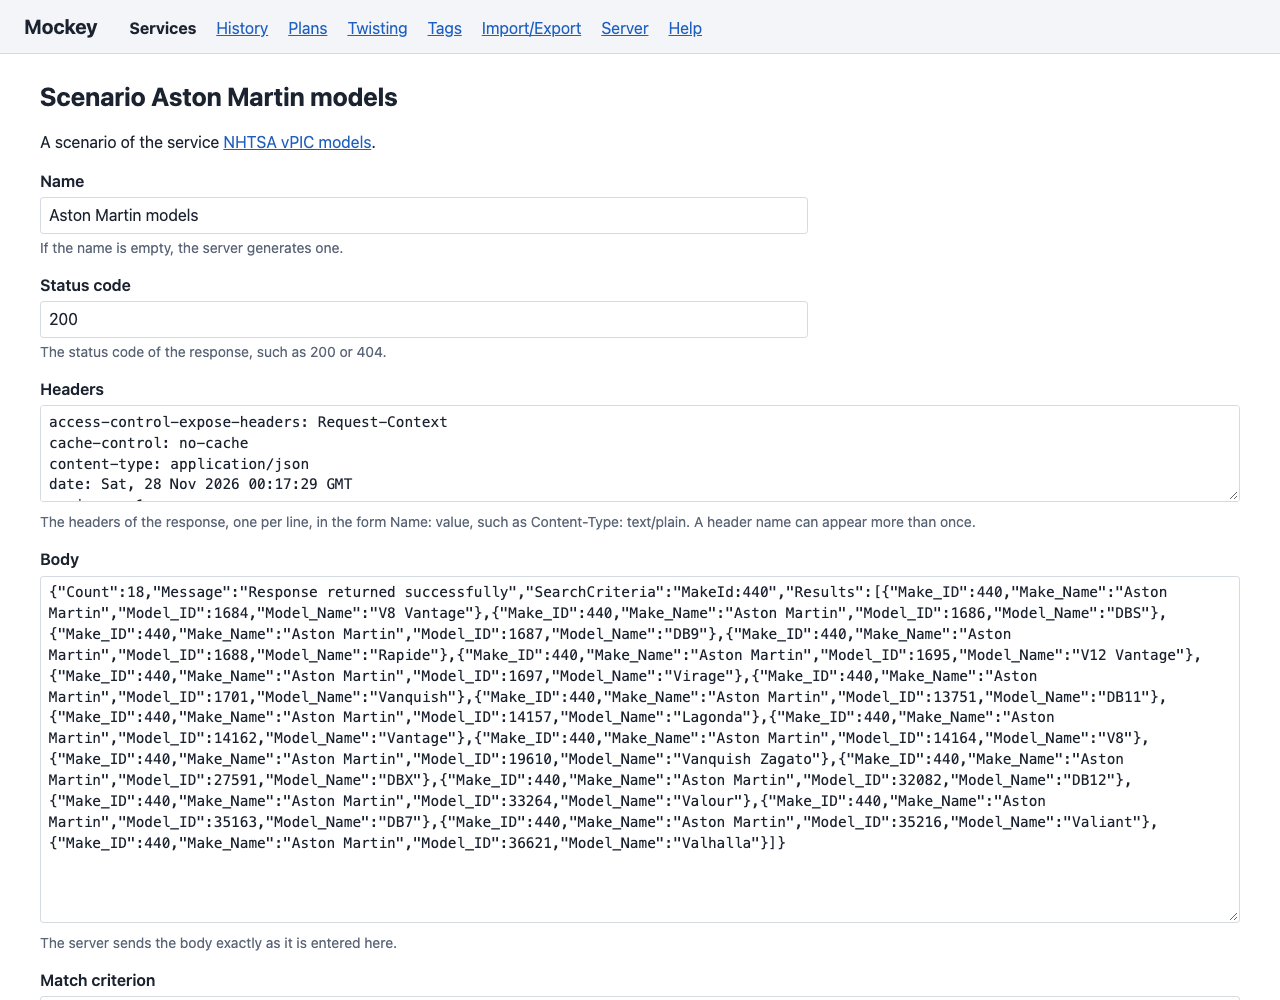 Mockey Services History Plans Twisting Tags Import/Export Server Help
Scenario Aston Martin models
A scenario of the service NHTSA vPIC models.
Name
Aston Martin models
If the name is empty, the server generates one.
Status code
200
The status code of the response, such as 200 or 404.
Headers
access-control-expose-headers: Request-Context
cache-control: no-cache
content-type: application/json
date: Sat, 28 Nov 2026 00:17:29 GMT
The headers of the response, one per line, in the form Name: value, such as Content-Type: text/plain. A header name can appear more than once.
Body
{"Count":18,"Message":"Response returned successfully","SearchCriteria":"MakeId:440","Results":[{"Make_ID":440,"Make_Name":"Aston
Martin","Model_ID":1684,"Model_Name":"V8 Vantage"},{"Make_ID":440,"Make_Name":"Aston Martin","Model_ID":1686,"Model_Name":"DBS"},
{"Make_ID":440,"Make_Name":"Aston Martin","Model_ID":1687,"Model_Name":"DB9"},{"Make_ID":440,"Make_Name":"Aston
Martin","Model_ID":1688,"Model_Name":"Rapide"},{"Make_ID":440,"Make_Name":"Aston Martin","Model_ID":1695,"Model_Name":"V12 Vantage"},
{"Make_ID":440,"Make_Name":"Aston Martin","Model_ID":1697,"Model_Name":"Virage"},{"Make_ID":440,"Make_Name":"Aston
Martin","Model_ID":1701,"Model_Name":"Vanquish"},{"Make_ID":440,"Make_Name":"Aston Martin","Model_ID":13751,"Model_Name":"DB11"},
{"Make_ID":440,"Make_Name":"Aston Martin","Model_ID":14157,"Model_Name":"Lagonda"},{"Make_ID":440,"Make_Name":"Aston
Martin","Model_ID":14162,"Model_Name":"Vantage"},{"Make_ID":440,"Make_Name":"Aston Martin","Model_ID":14164,"Model_Name":"V8"},
{"Make_ID":440,"Make_Name":"Aston Martin","Model_ID":19610,"Model_Name":"Vanquish Zagato"},{"Make_ID":440,"Make_Name":"Aston
Martin","Model_ID":27591,"Model_Name":"DBX"},{"Make_ID":440,"Make_Name":"Aston Martin","Model_ID":32082,"Model_Name":"DB12"},
{"Make_ID":440,"Make_Name":"Aston Martin","Model_ID":33264,"Model_Name":"Valour"},{"Make_ID":440,"Make_Name":"Aston
Martin","Model_ID":35163,"Model_Name":"DB7"},{"Make_ID":440,"Make_Name":"Aston Martin","Model_ID":35216,"Model_Name":"Valiant"},
{"Make_ID":440,"Make_Name":"Aston Martin","Model_ID":36621,"Model_Name":"Valhalla"}]}
The server sends the body exactly as it is entered here.
Match criterion